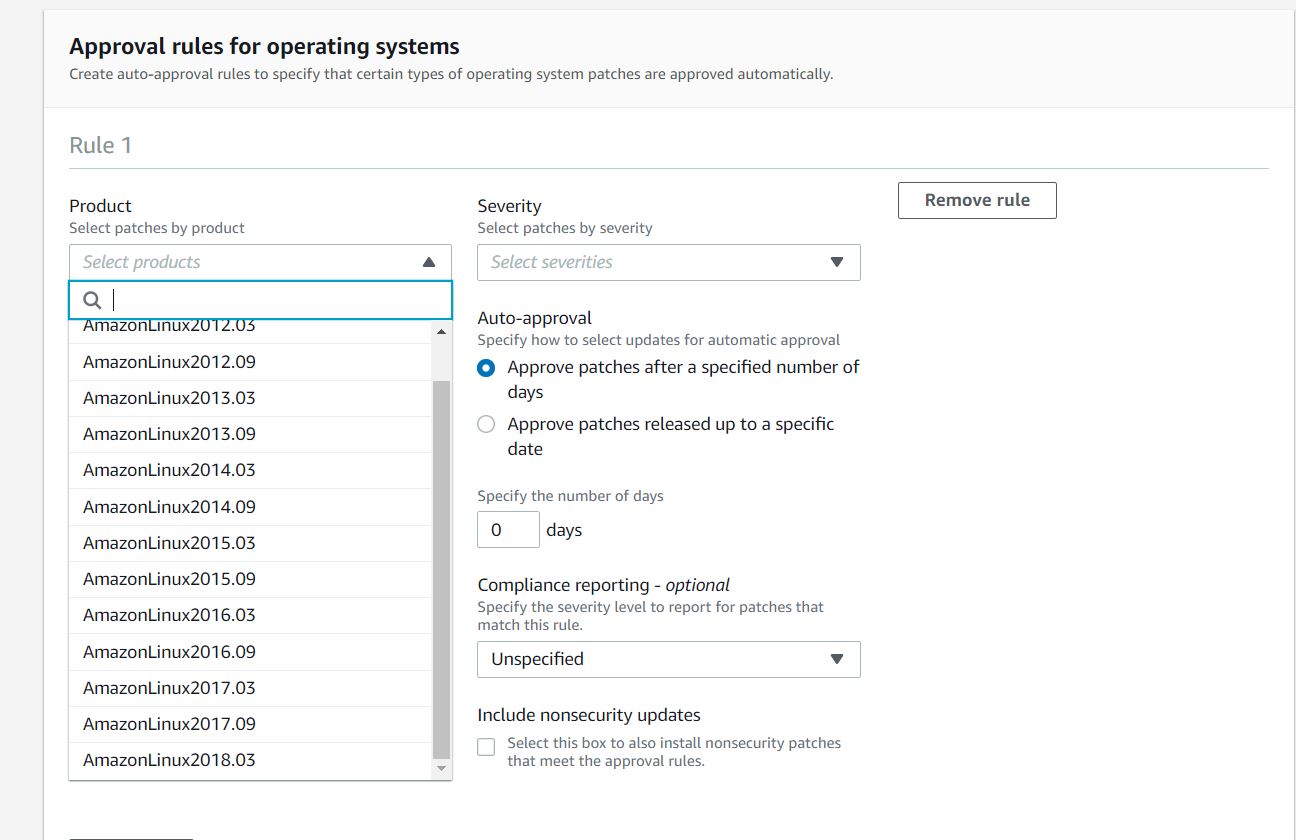 Approval rules for operating systems
Create auto-approval rules to specify that certain types of operating system patches are approved automatically.
Rule 1
Remove rule
Product
Select patches by product
Select products
AmazonLinux2012.03
AmazonLinux2012.09
AmazonLinux2013.03
AmazonLinux2013.09
AmazonLinux2014.03
AmazonLinux2014.09
AmazonLinux2015.03
AmazonLinux2015.09
AmazonLinux2016.03
AmazonLinux2016.09
AmazonLinux2017.03
AmazonLinux2017.09
AmazonLinux2018.03
Severity
Select patches by severity
Select severities
Auto-approval
Specify how to select updates for automatic approval
Approve patches after a specified number of
days
Approve patches released up to a specific
date
Specify the number of days
0 days
Compliance reporting - optional
Specify the severity level to report for patches that
match this rule.
Unspecified
Include nonsecurity updates
Select this box to also install nonsecurity patches
that meet the approval rules.